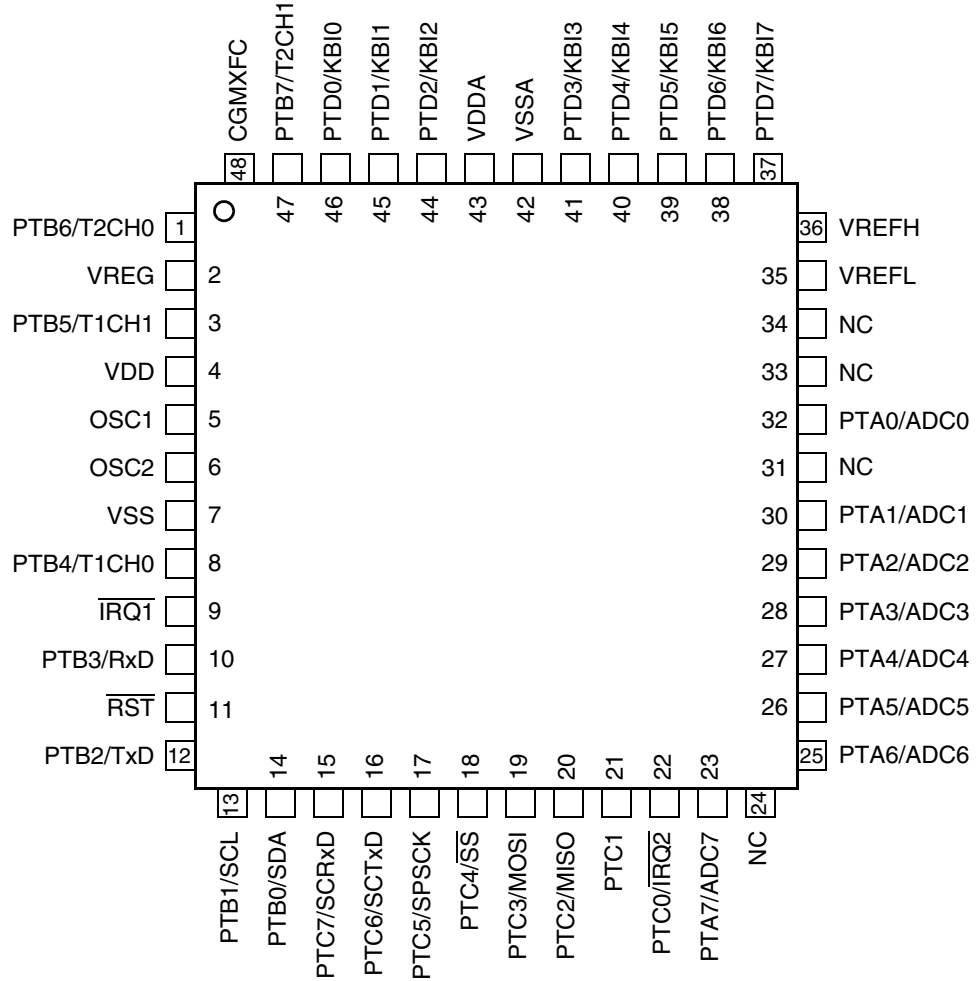 CGMXFC
PTB7/T2CH1
PTD0/KBI0
PTD1/KBI1
PTD2/KBI2
VDDA
VSSA
PTD3/KBI3
PTD4/KBI4
PTD5/KBI5
PTD6/KBI6
PTD7/KBI7
48
47
46
45
44
43
42
41
40
39
38
37
PTB6/T2CH0 1
VREG 2
PTB5/T1CH1 3
VDD 4
OSC1 5
OSC2 6
VSS 7
PTB4/T1CH0 8
IRQ1 9
PTB3/RxD 10
RST 11
PTB2/TxD 12
36 VREFH
35 VREFL
34 NC
33 NC
32 PTA0/ADC0
31 NC
30 PTA1/ADC1
29 PTA2/ADC2
28 PTA3/ADC3
27 PTA4/ADC4
26 PTA5/ADC5
25 PTA6/ADC6
13
14
15
16
17
18
19
20
21
22
23
24
PTB1/SCL
PTB0/SDA
PTC7/SCRxD
PTC6/SCTxD
PTC5/SPSCK
PTC4/SS
PTC3/MOSI
PTC2/MISO
PTC1
PTC0/IRQ2
PTA7/ADC7
NC